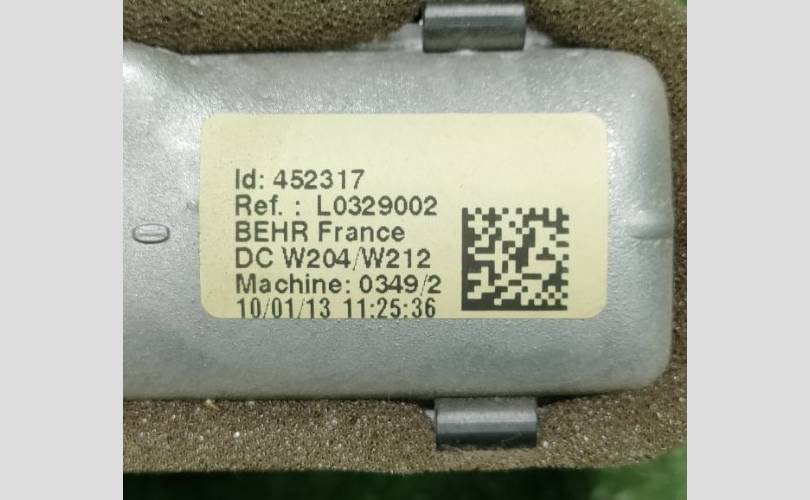 Id: 452317
Ref. : L0329002
BEHR France
DC W204/W212
Machine: 0349/2
10/01/13 11:25:36